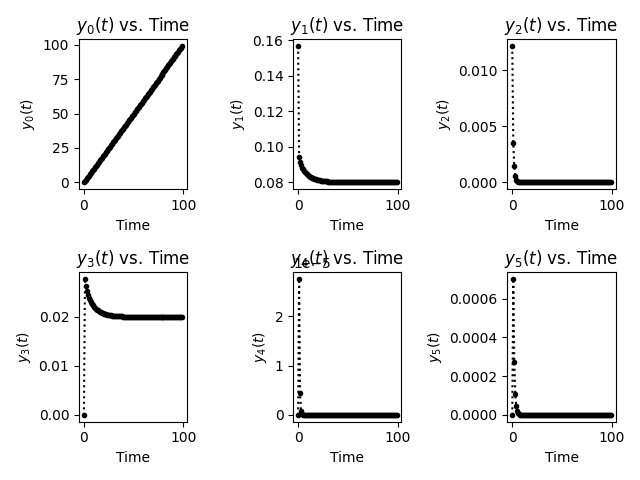 y₀(t) vs. Time
y₁(t) vs. Time
y₂(t) vs. Time
100
75
50
25
0
y₀(t)
0
100
Time
0.16
0.14
0.12
0.10
0.08
y₁(t)
0
100
Time
0.010
0.005
0.000
y₂(t)
0
100
Time
y₃(t) vs. Time
y₄(t) vs. Time
1e−5
y₅(t) vs. Time
0.02
0.01
0.00
y₃(t)
0
100
Time
2
1
0
y₄(t)
0
100
Time
0.0006
0.0004
0.0002
0.0000
y₅(t)
0
100
Time